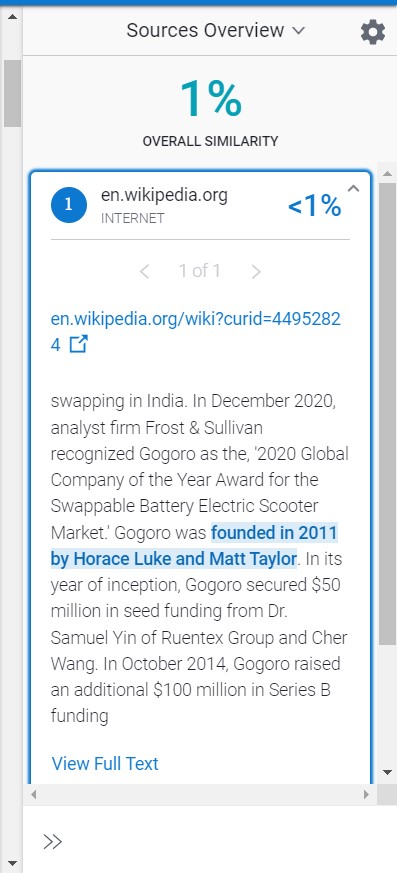 Sources Overview
1%
OVERALL SIMILARITY
1
en.wikipedia.org
<1%
INTERNET
1 of 1
en.wikipedia.org/wiki?curid=4495282
4
swapping in India. In December 2020,
analyst firm Frost & Sullivan
recognized Gogoro as the, '2020 Global
Company of the Year Award for the
Swappable Battery Electric Scooter
Market.' Gogoro was founded in 2011
by Horace Luke and Matt Taylor. In its
year of inception, Gogoro secured $50
million in seed funding from Dr.
Samuel Yin of Ruentex Group and Cher
Wang. In October 2014, Gogoro raised
an additional $100 million in Series B
funding
View Full Text